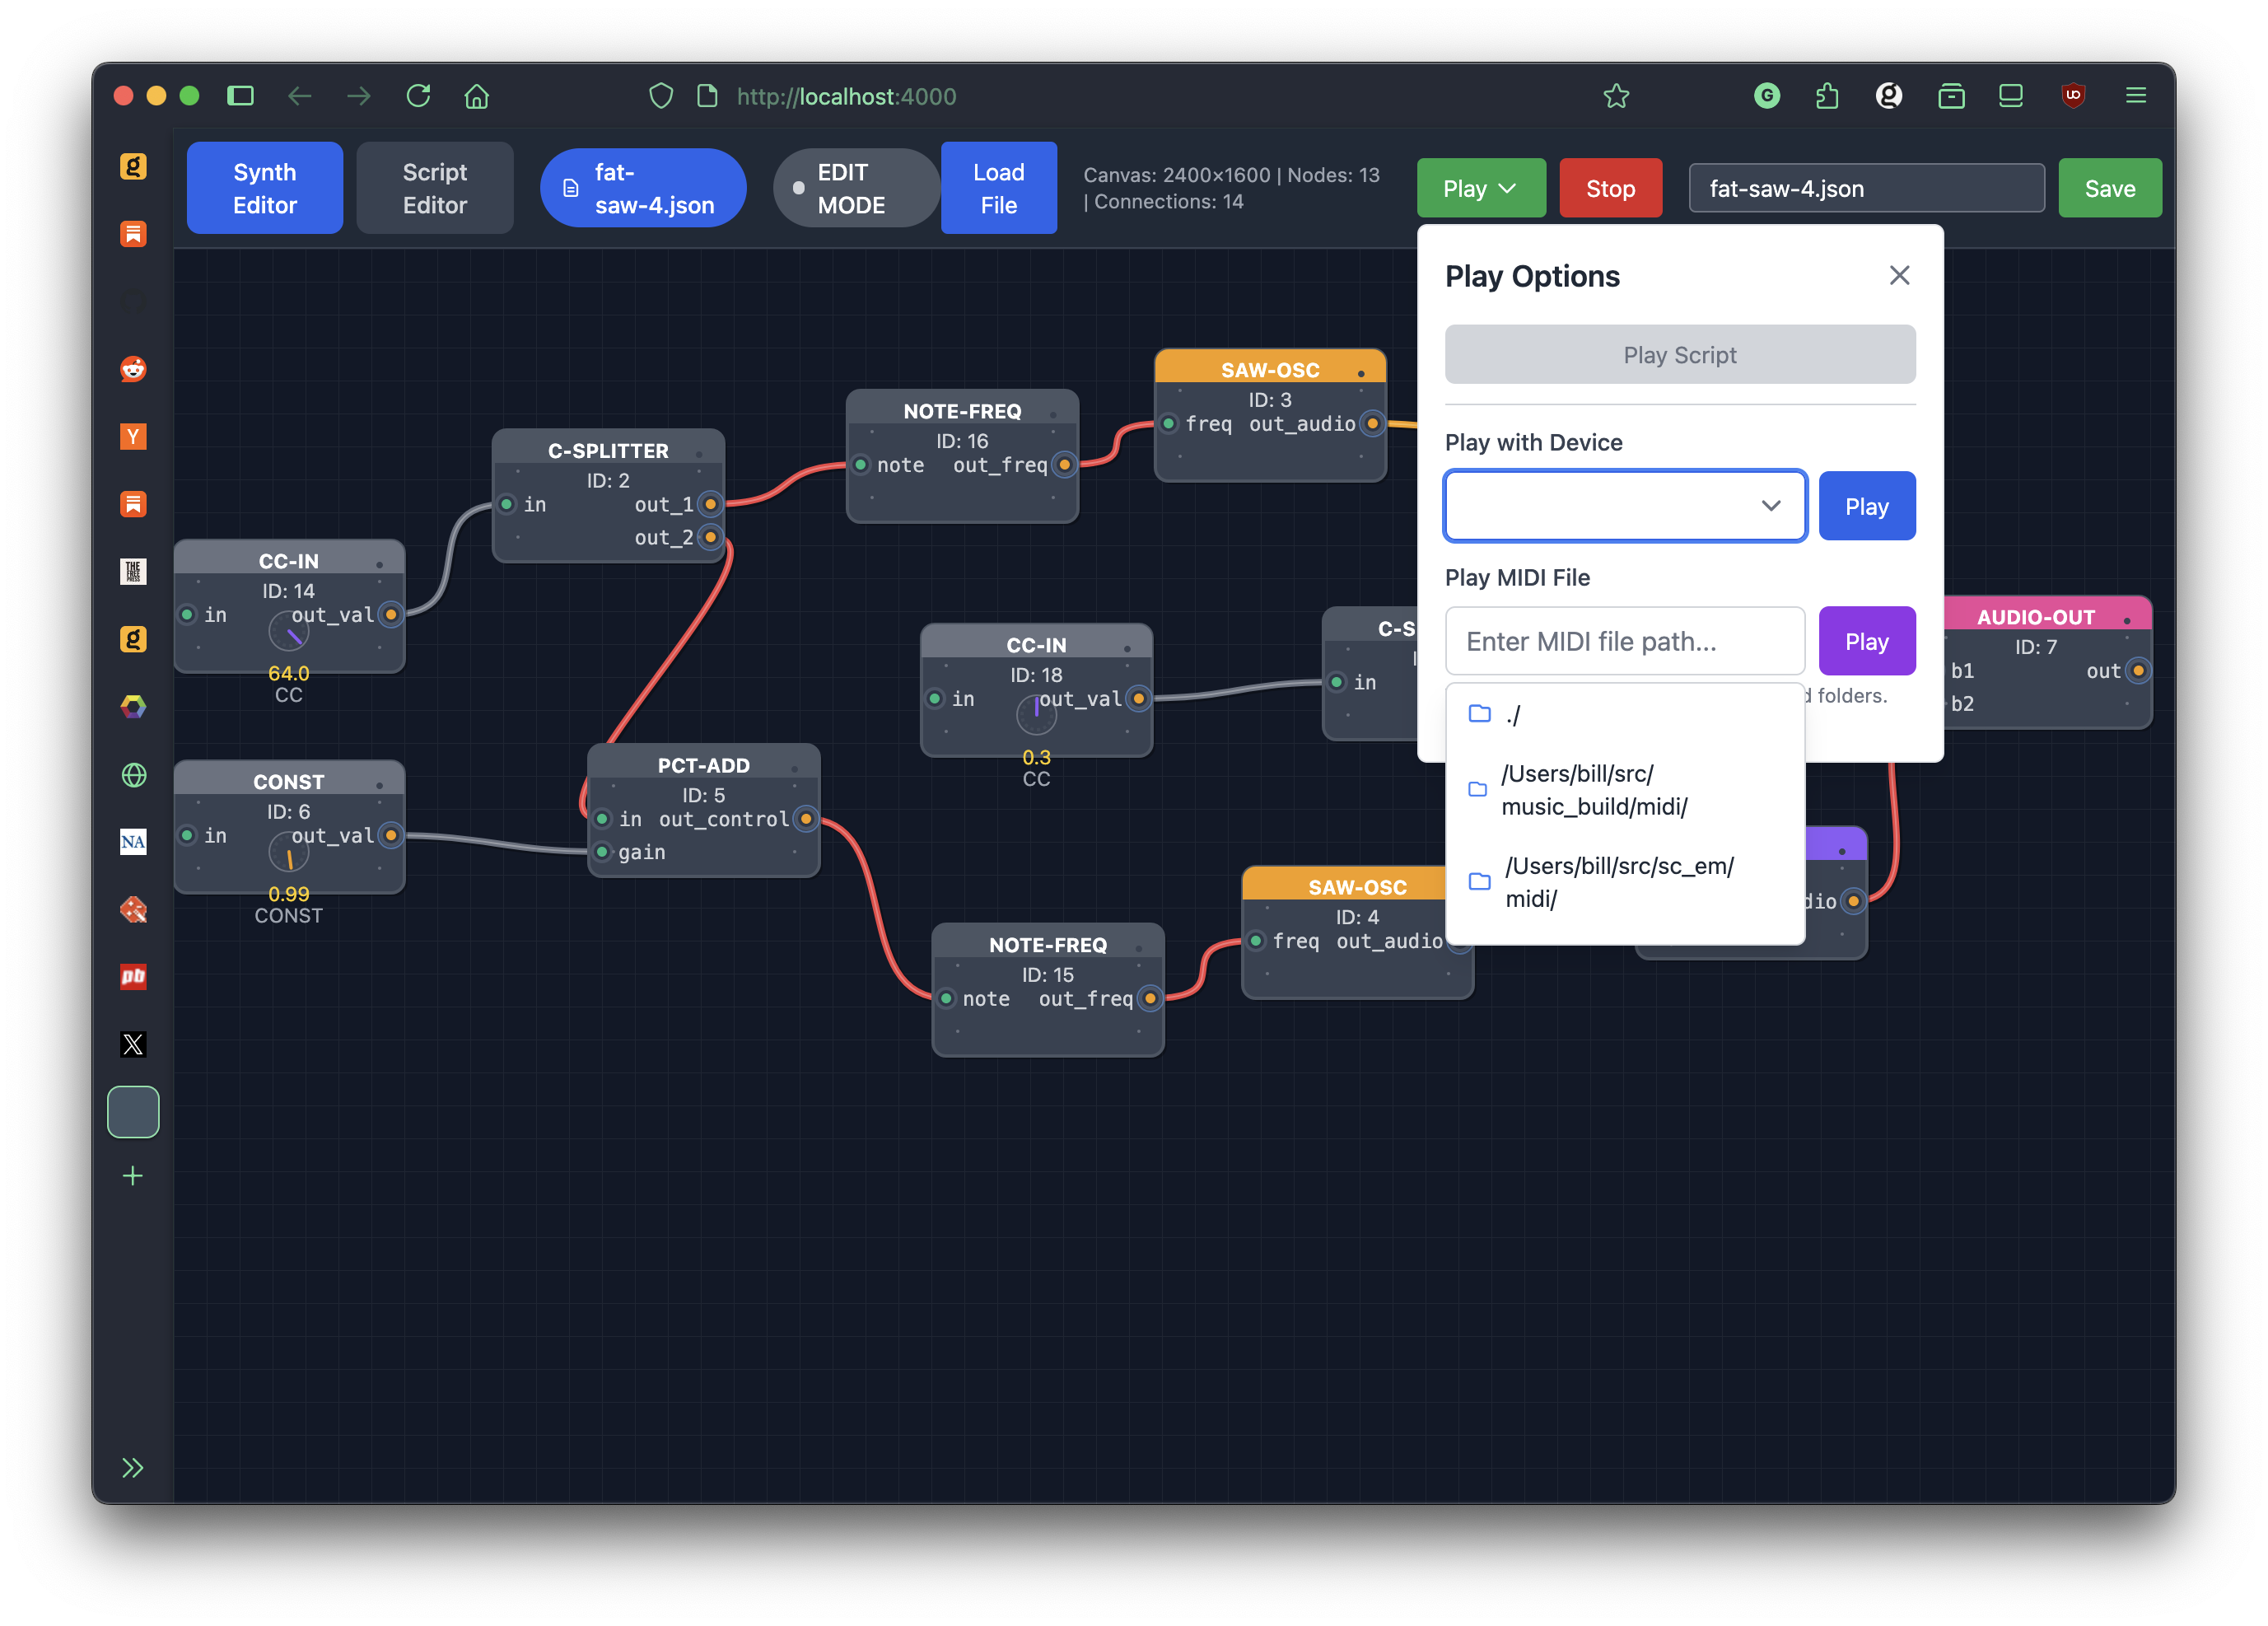 http://localhost:4000
Synth
Editor
Script
Editor
fat-
saw-4.json
EDIT
MODE
Load
File
Canvas: 2400×1600 | Nodes: 13
| Connections: 14
Play
Stop
fat-saw-4.json
Save
Play Options
Play Script
Play with Device
Play
Play MIDI File
Enter MIDI file path...
Play
d folders.
./
/Users/bill/src/
music_build/midi/
/Users/bill/src/sc_em/
midi/
SAW-OSC
ID: 3
freq out_audio
NOTE-FREQ
ID: 16
note out_freq
C-SPLITTER
ID: 2
in out_1
out_2
CC-IN
ID: 14
in out_val
64.0
CC
CC-IN
ID: 18
in out_val
0.3
CC
C-S
in
AUDIO-OUT
ID: 7
b1 out
b2
CONST
ID: 6
in out_val
0.99
CONST
PCT-ADD
ID: 5
in out_control
gain
SAW-OSC
ID: 4
freq out_audio
dio
NOTE-FREQ
ID: 15
note out_freq
g
G
g
UO
Y
THE
FREE
PRESS
g
NA
pb
X